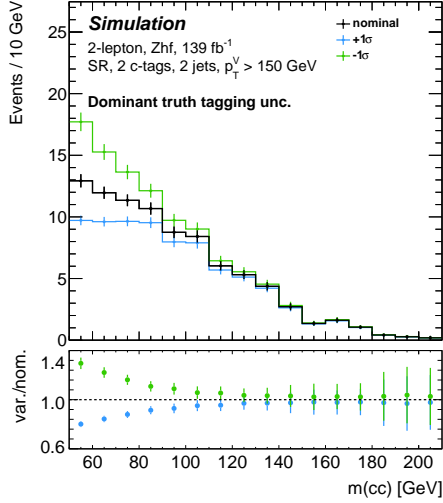 Simulation
2-lepton, Zhf, 139 fb⁻¹
SR, 2 c-tags, 2 jets, p_T^V > 150 GeV
Dominant truth tagging unc.
nominal
+1σ
-1σ
Events / 10 GeV
25
20
15
10
5
0
var./nom.
1.4
1.0
0.6
60 80 100 120 140 160 180 200
m(cc) [GeV]